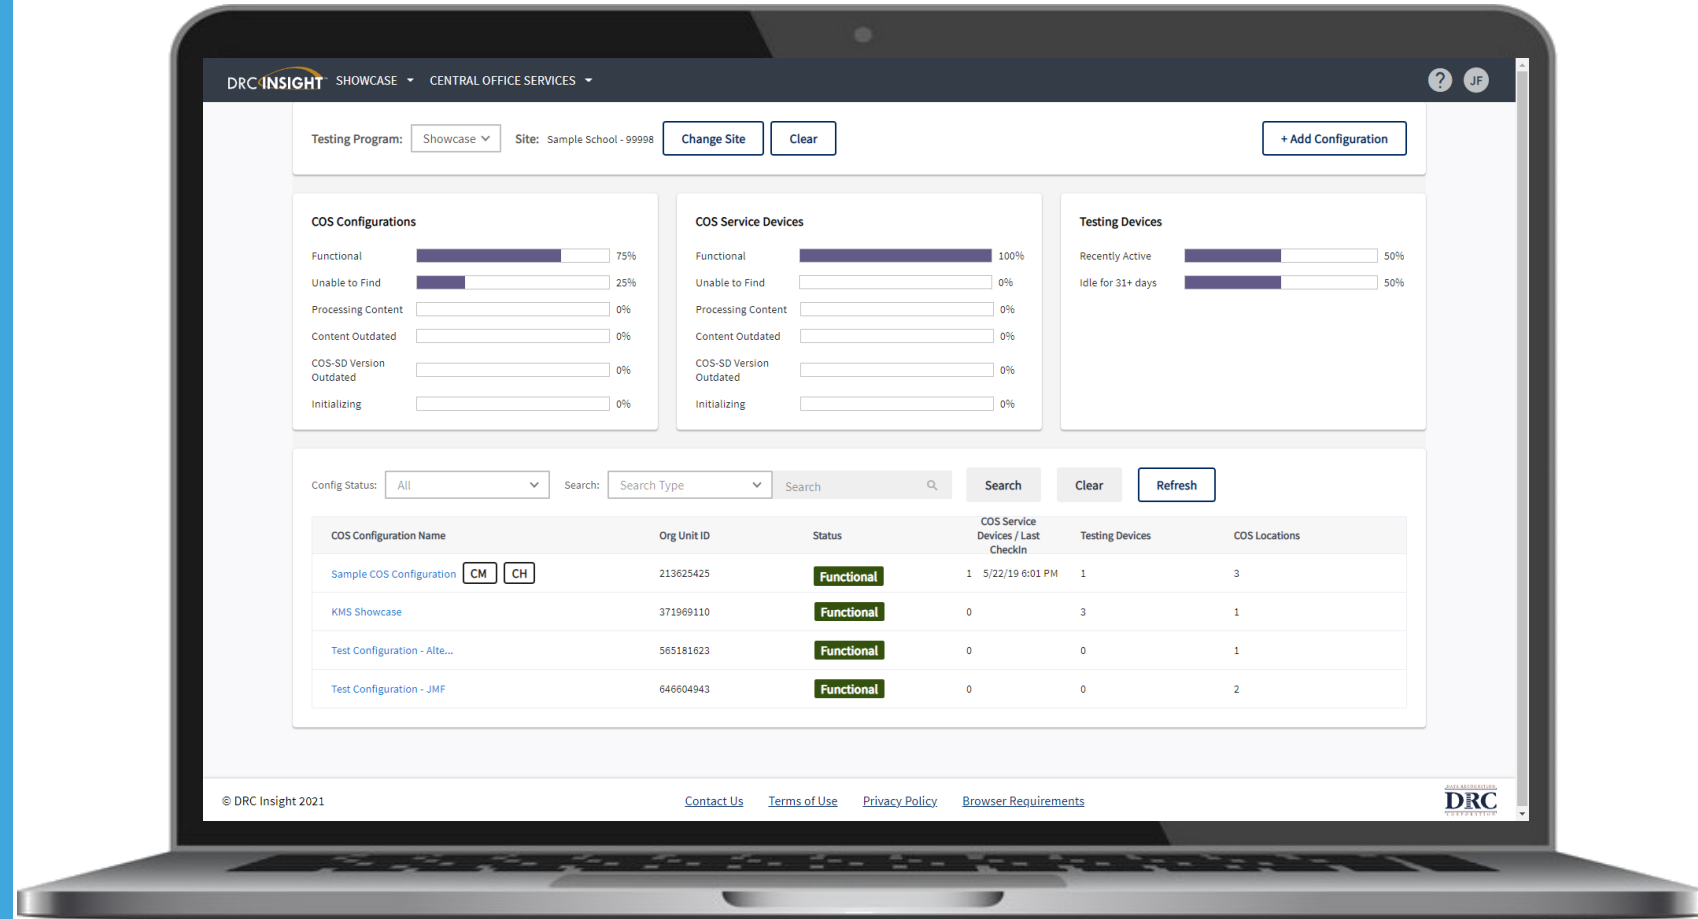 DRC INSIGHT SHOWCASE CENTRAL OFFICE SERVICES ? JF
Testing Program: Showcase Site: Sample School - 99998 Change Site Clear + Add Configuration
COS Configurations
Functional 75%
Unable to Find 25%
Processing Content 0%
Content Outdated 0%
COS-SD Version
Outdated 0%
Initializing 0%
COS Service Devices
Functional 100%
Unable to Find 0%
Processing Content 0%
Content Outdated 0%
COS-SD Version
Outdated 0%
Initializing 0%
Testing Devices
Recently Active 50%
Idle for 31+ days 50%
Config Status: All Search: Search Type Search Search Clear Refresh
COS Configuration Name Org Unit ID Status COS Service Devices / Last CheckIn Testing Devices COS Locations
Sample COS Configuration CM CH 213625425 Functional 1 5/22/19 6:01 PM 1 3
KMS Showcase 371969110 Functional 0 3 1
Test Configuration - Alte... 565181623 Functional 0 0 1
Test Configuration - JMF 646604943 Functional 0 0 2
© DRC Insight 2021 Contact Us Terms of Use Privacy Policy Browser Requirements
DATA RECOGNITION
DRC
CORPORATION